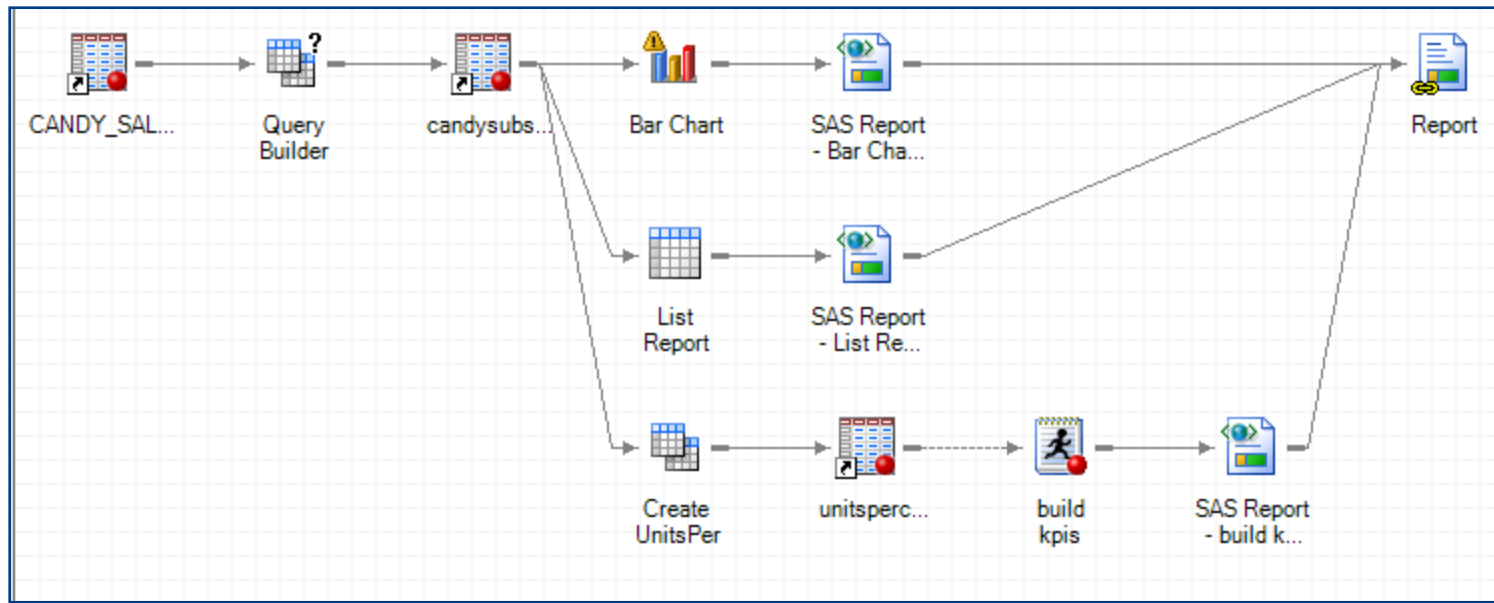 CANDY_SAL...
Query
Builder
?
candysubs...
Bar Chart
SAS Report
- Bar Cha...
Report
List
Report
SAS Report
- List Re...
Create
UnitsPer
unitsperc...
build
kpis
SAS Report
- build k...